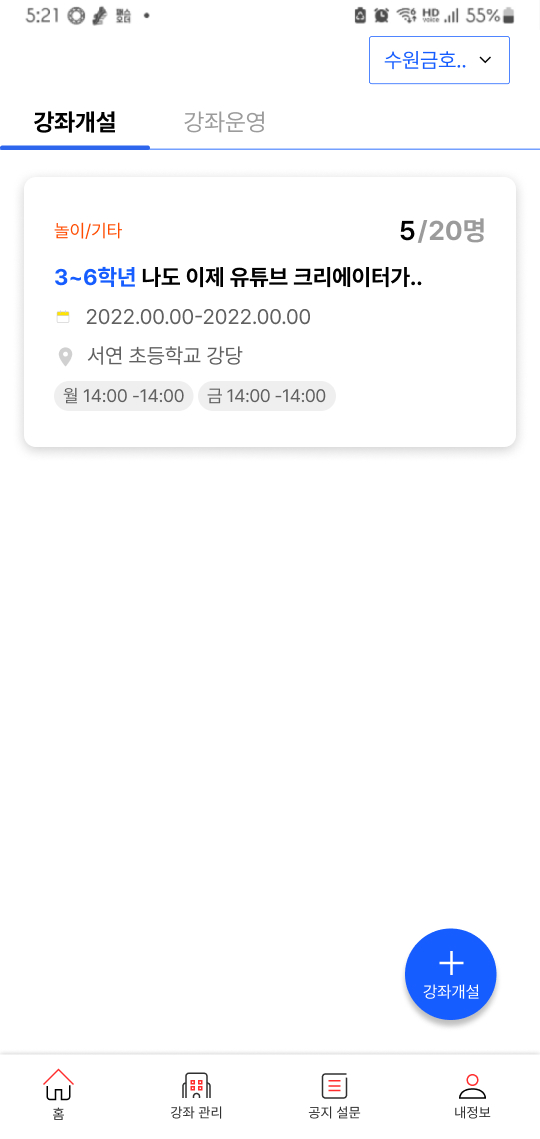 5:21 HD VOICE 55%
수원금호..
강좌개설 강좌운영
놀이/기타 5/20명
3~6학년 나도 이제 유튜브 크리에이터가..
2022.00.00-2022.00.00
서연 초등학교 강당
월 14:00 -14:00 금 14:00 -14:00
강좌개설
홈 강좌 관리 공지 설문 내정보